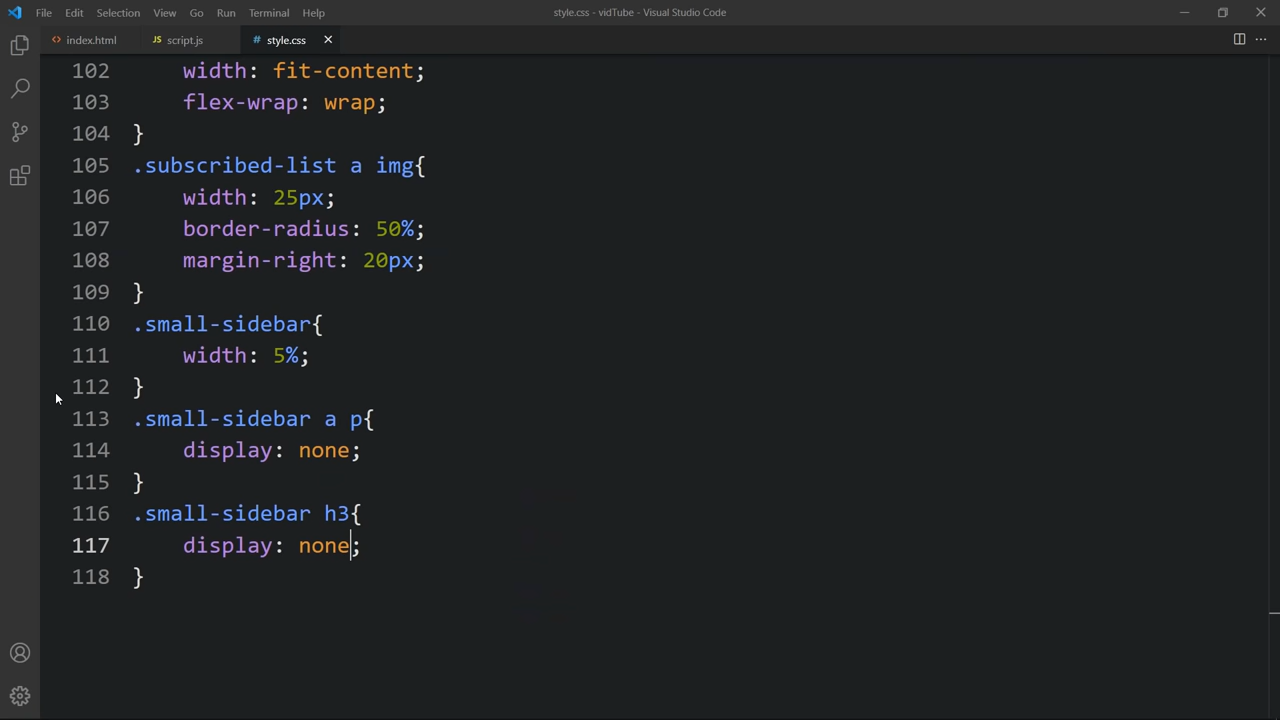 File Edit Selection View Go Run Terminal Help style.css - vidTube - Visual Studio Code
<> index.html JS script.js # style.css
102 width: fit-content;
103 flex-wrap: wrap;
104 }
105 .subscribed-list a img{
106 width: 25px;
107 border-radius: 50%;
108 margin-right: 20px;
109 }
110 .small-sidebar{
111 width: 5%;
112 }
113 .small-sidebar a p{
114 display: none;
115 }
116 .small-sidebar h3{
117 display: none;
118 }